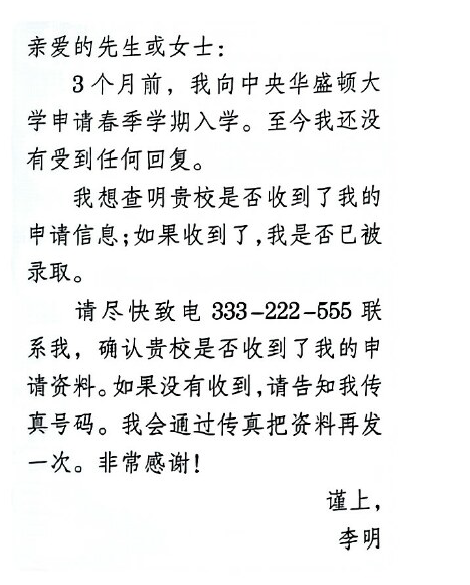 亲爱的先生或女士：
3个月前，我向中央华盛顿大
学申请春季学期入学。至今我还没
有受到任何回复。
我想查明贵校是否收到了我的
申请信息；如果收到了，我是否已被
录取。
请尽快致电 333-222-555 联
系我，确认贵校是否收到了我的申
请资料。如果没有收到，请告知我传
真号码。我会通过传真把资料再发
一次。非常感谢！
谨上，
李明